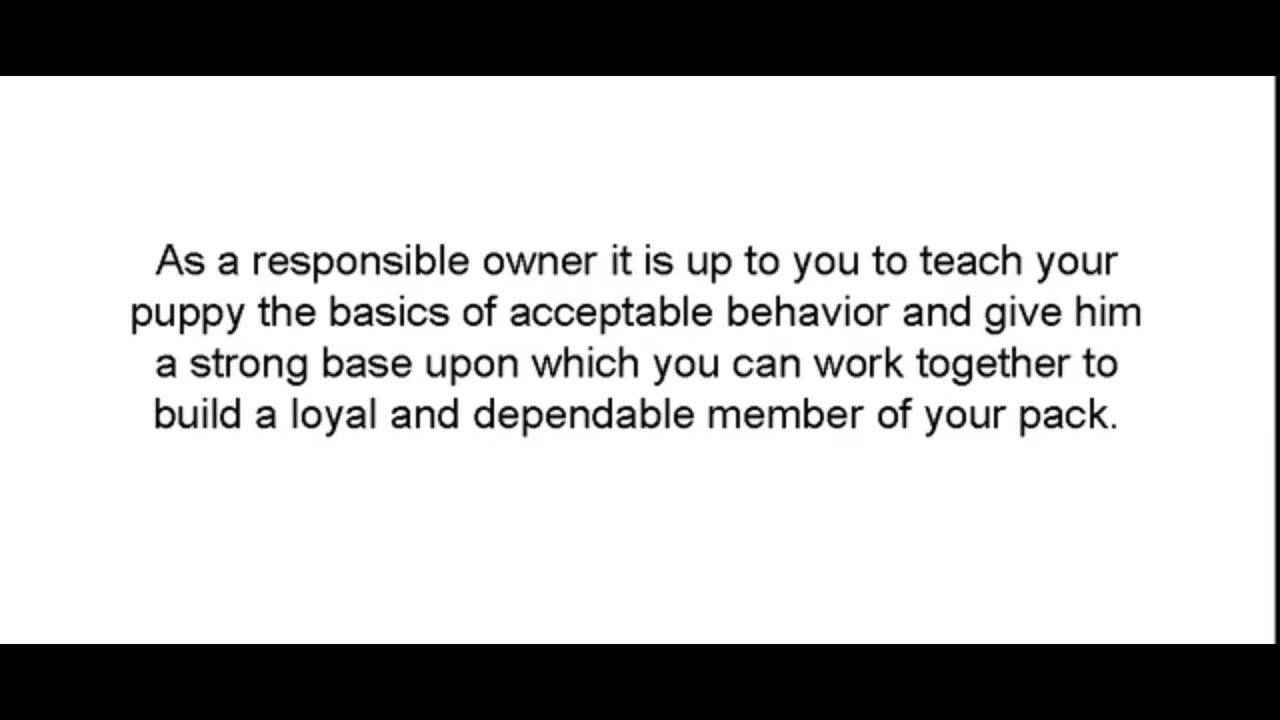 As a responsible owner it is up to you to teach your
puppy the basics of acceptable behavior and give him
a strong base upon which you can work together to
build a loyal and dependable member of your pack.